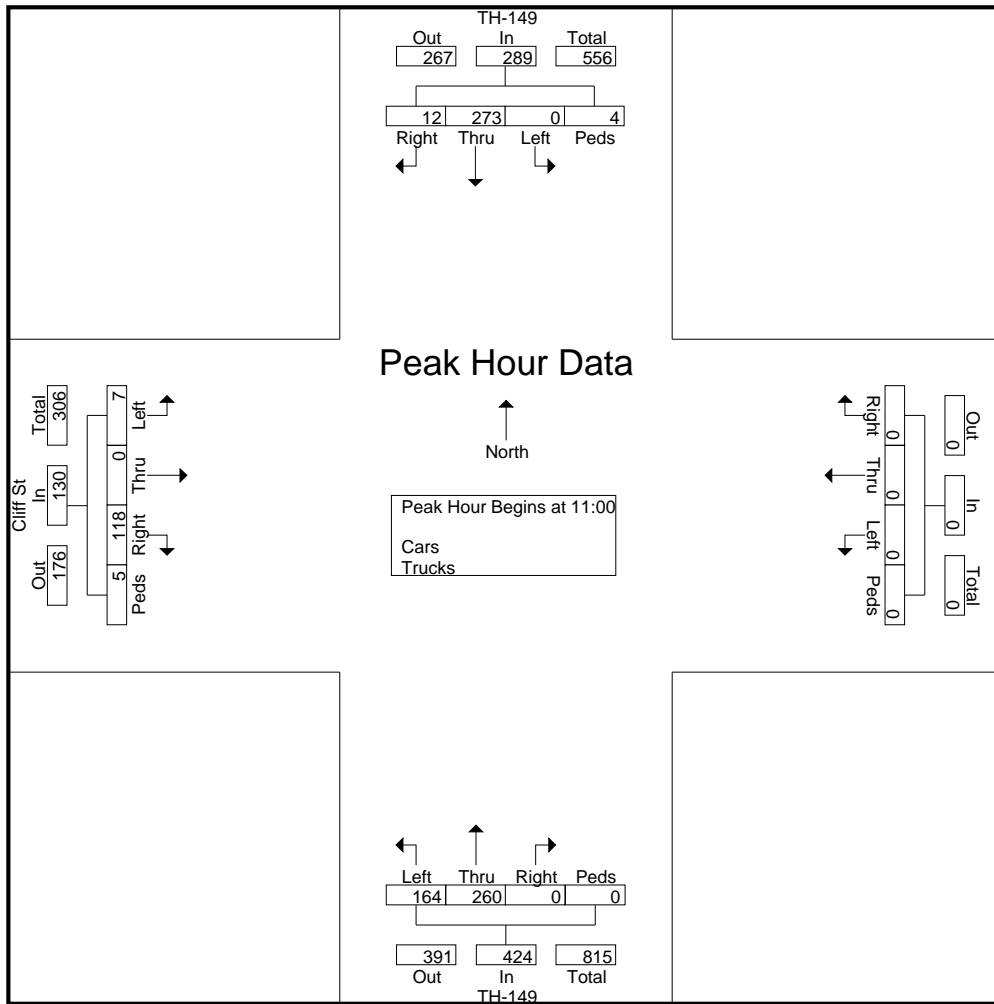 TH-149
Out In Total
267 289 556
12 273 0 4
Right Thru Left Peds
Peak Hour Data
North
Peak Hour Begins at 11:00
Cars
Trucks
Cliff St
Out In Total
176 130 306
7 0 118 5
Left Thru Right Peds
Out In Total
0 0 0
0 0 0 0
Right Thru Left Peds
Left Thru Right Peds
164 260 0 0
391 424 815
Out In Total
TH-149